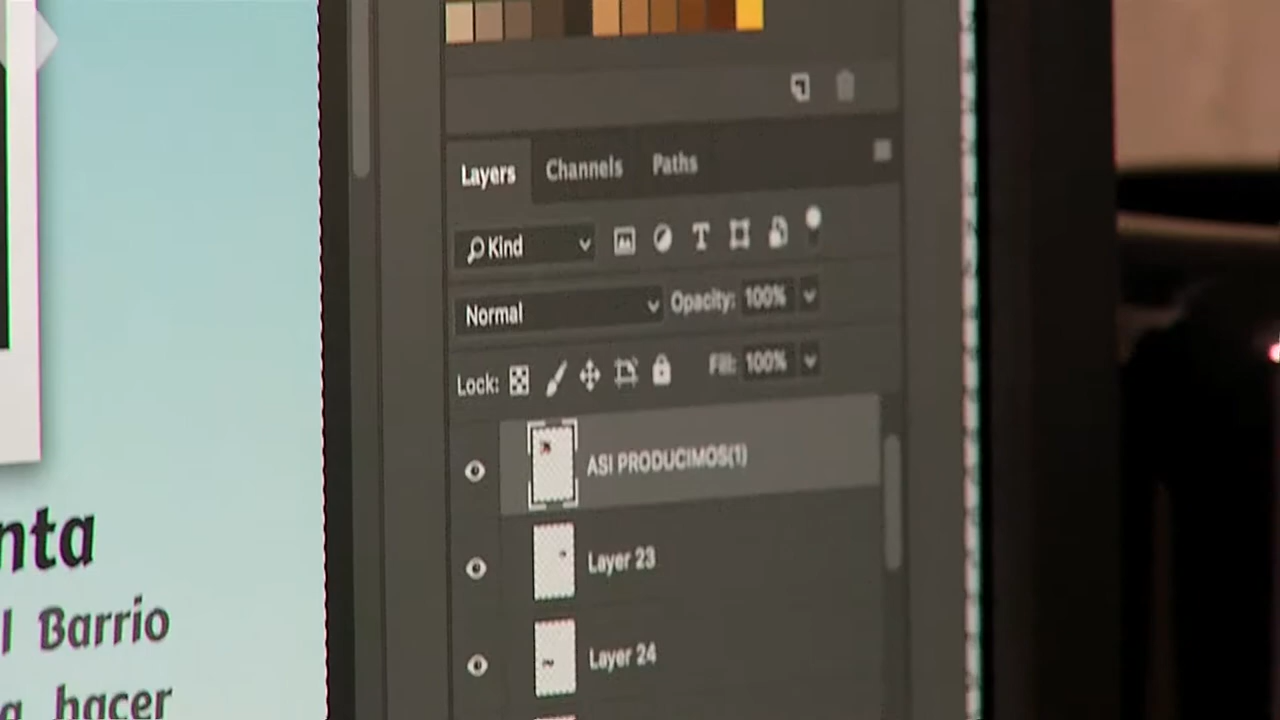 Layers Channels Paths
Kind
Normal Opacity: 100%
Lock: Fill: 100%
ASI PRODUCIMOS(1)
Layer 23
Layer 24
nta
l Barrio
a hacer